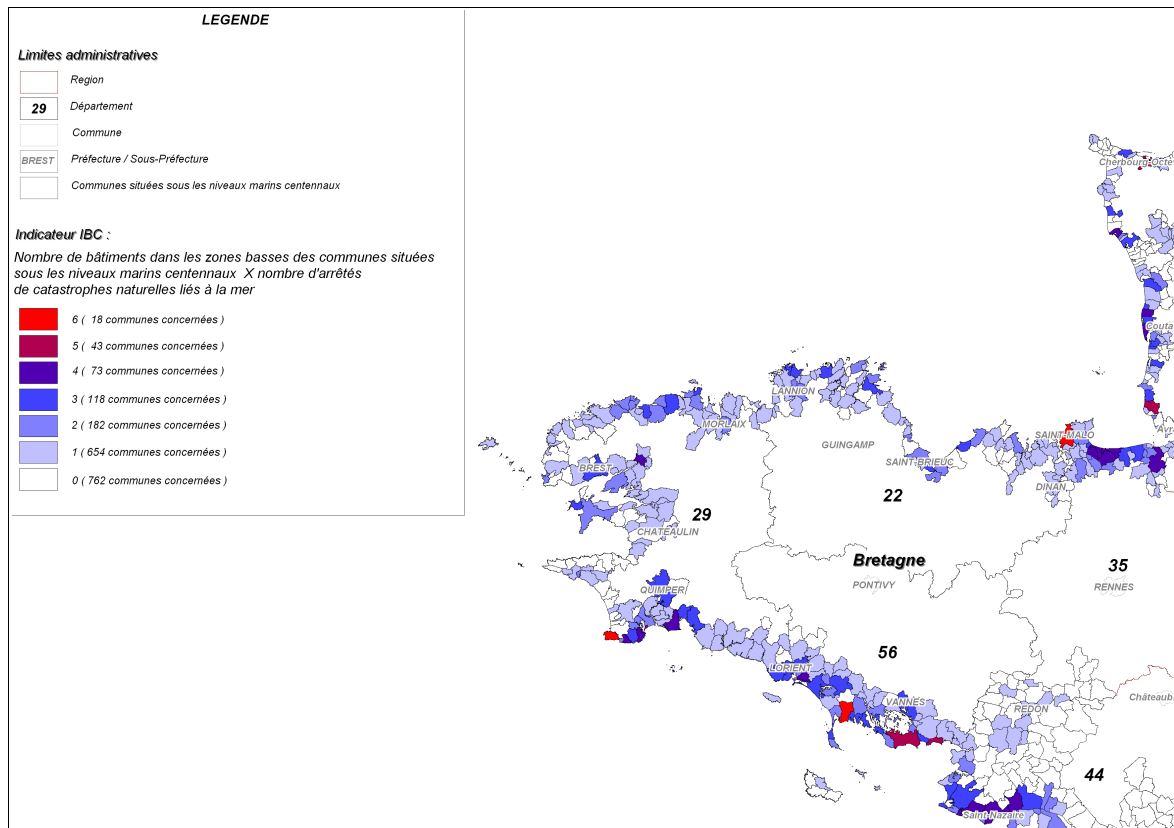 LEGENDE
Limites administratives
Region
29 Département
Commune
BREST Préfecture / Sous-Préfecture
Communes situées sous les niveaux marins centennaux
Indicateur IBC :
Nombre de bâtiments dans les zones basses des communes situées
sous les niveaux marins centennaux X nombre d'arrêtés
de catastrophes naturelles liés à la mer
6 ( 18 communes concernées )
5 ( 43 communes concernées )
4 ( 73 communes concernées )
3 ( 118 communes concernées )
2 ( 182 communes concernées )
1 ( 654 communes concernées )
0 ( 762 communes concernées )
Cherbourg-Octe
Couta
LANNION
MORLAIX
Avra
SAINT-MALO
GUINGAMP
SAINT-BRIEUC
BREST
DINAN
22
29
CHATEAULIN
Bretagne
35
PONTIVY
RENNES
QUIMPER
56
LORIENT
VANNES
REDON
Châteaub
44
Saint-Nazaire